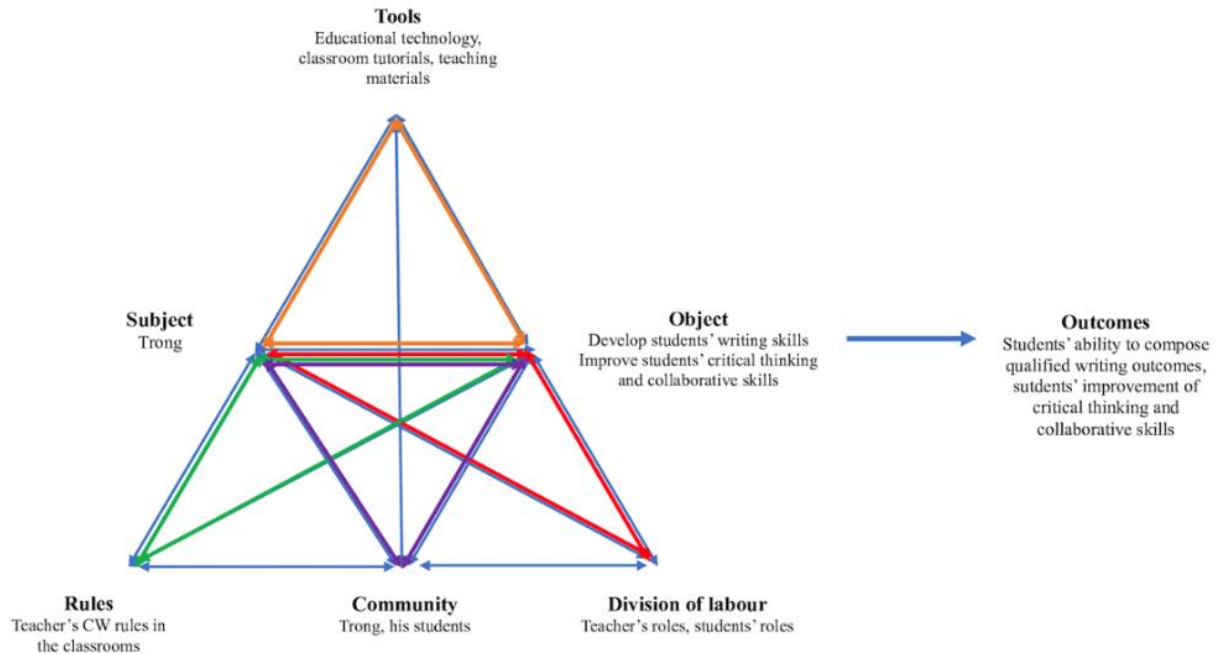 Tools
Educational technology,
classroom tutorials, teaching
materials
Subject
Trong
Object
Develop students’ writing skills
Improve students’ critical thinking
and collaborative skills
Outcomes
Students’ ability to compose
qualified writing outcomes,
sutdents’ improvement of
critical thinking and
collaborative skills
Rules
Teacher’s CW rules in
the classrooms
Community
Trong, his students
Division of labour
Teacher’s roles, students’ roles